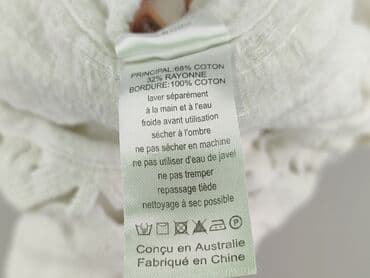 PRINCIPAL:68% COTON
32% RAYONNE
BORDURE:100% COTON
laver séparément
à la main et à l'eau
froide avant utilisation
sécher à l'ombre
ne pas sécher en machine
ne pas utiliser d'eau de javel
ne pas tremper
repassage tiède
nettoyage à sec possible
Conçu en Australie
Fabriqué en Chine